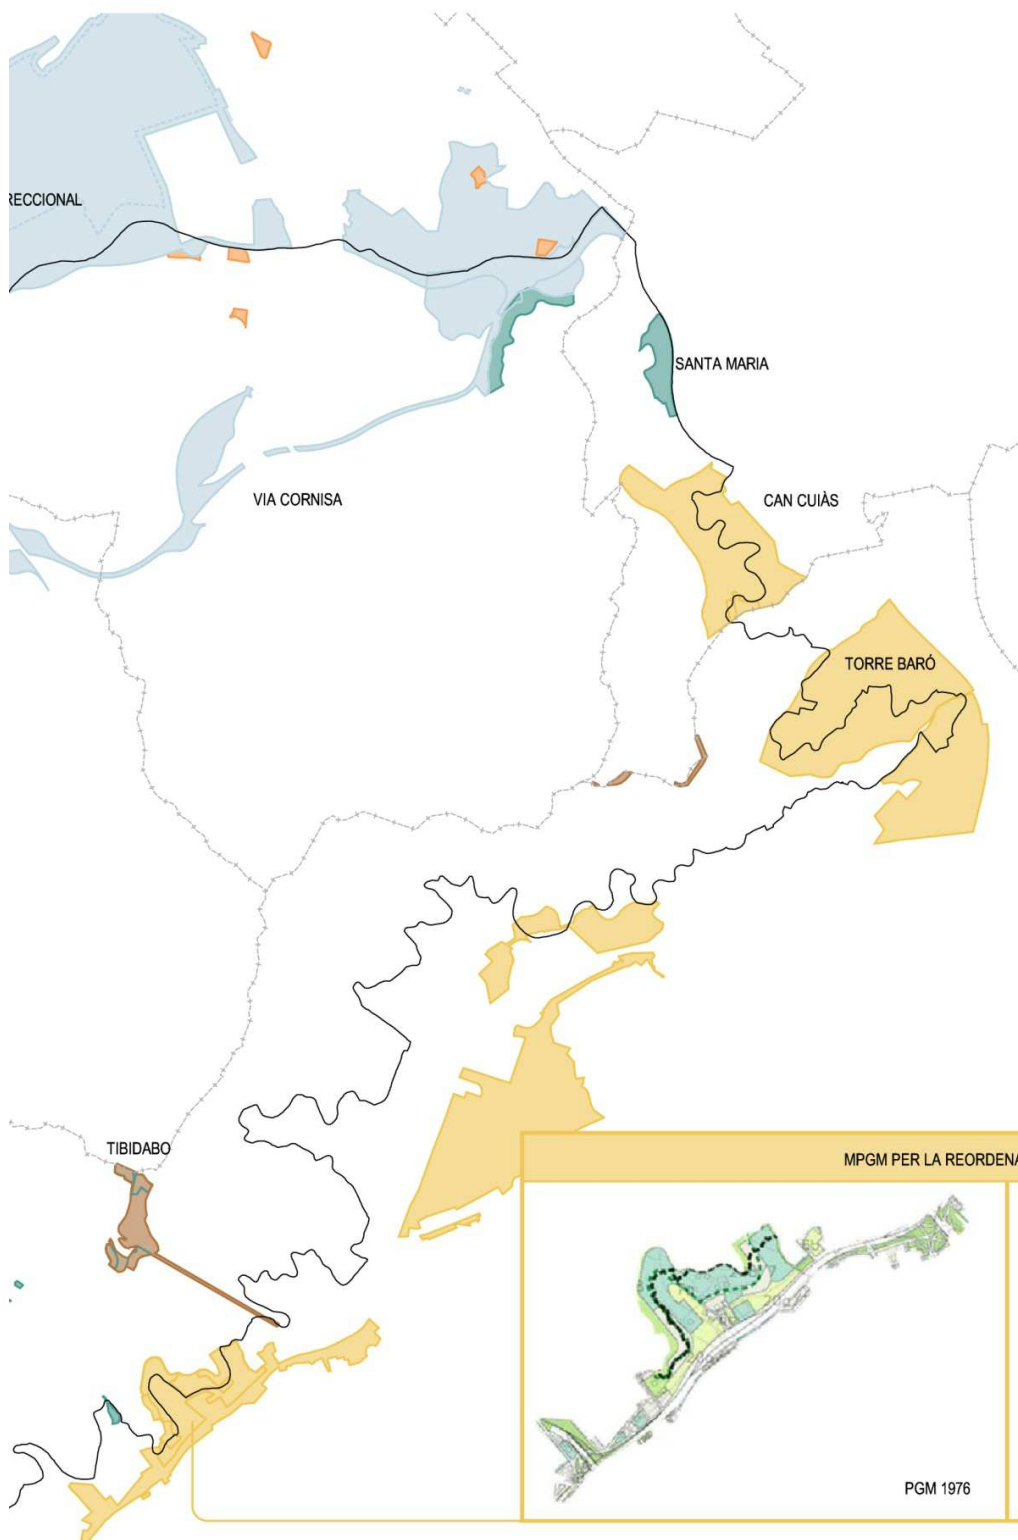 RECCIONAL
SANTA MARIA
VIA CORNISA
CAN CUIÀS
TORRE BARÓ
TIBIDABO
MPGM PER LA REORDENA
PGM 1976